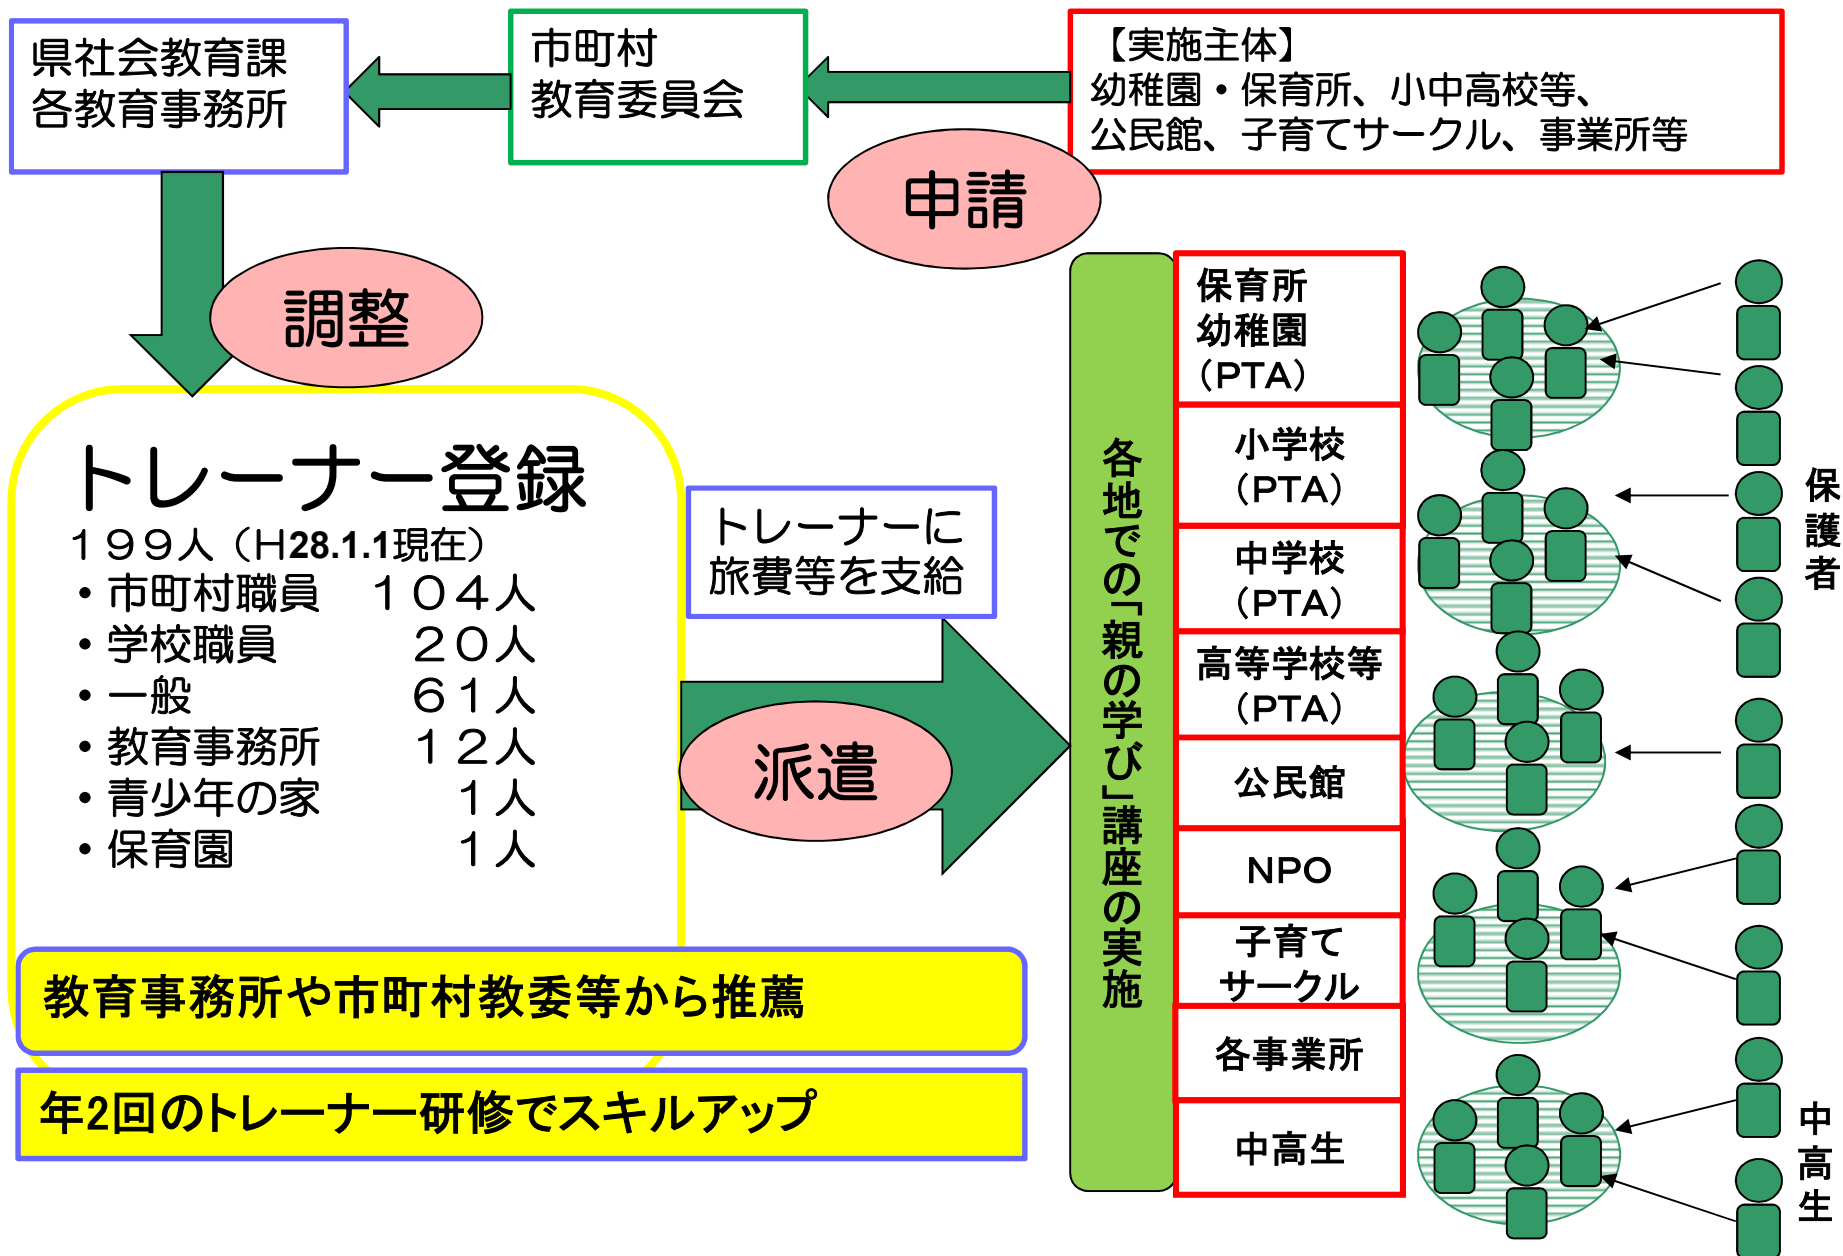 県社会教育課
各教育事務所
市町村
教育委員会
【実施主体】
幼稚園・保育所、小中高校等、
公民館、子育てサークル、事業所等
申請
調整
トレーナー登録
１９９人（H28.1.1現在）
・市町村職員　１０４人
・学校職員　２０人
・一般　６１人
・教育事務所　１２人
・青少年の家　１人
・保育園　１人
教育事務所や市町村教委等から推薦
年2回のトレーナー研修でスキルアップ
トレーナーに
旅費等を支給
派遣
各地での「親の学び」講座の実施
保育所
幼稚園
（PTA）
小学校
（PTA）
中学校
（PTA）
高等学校等
（PTA）
公民館
NPO
子育て
サークル
各事業所
中高生
保護者
中高生